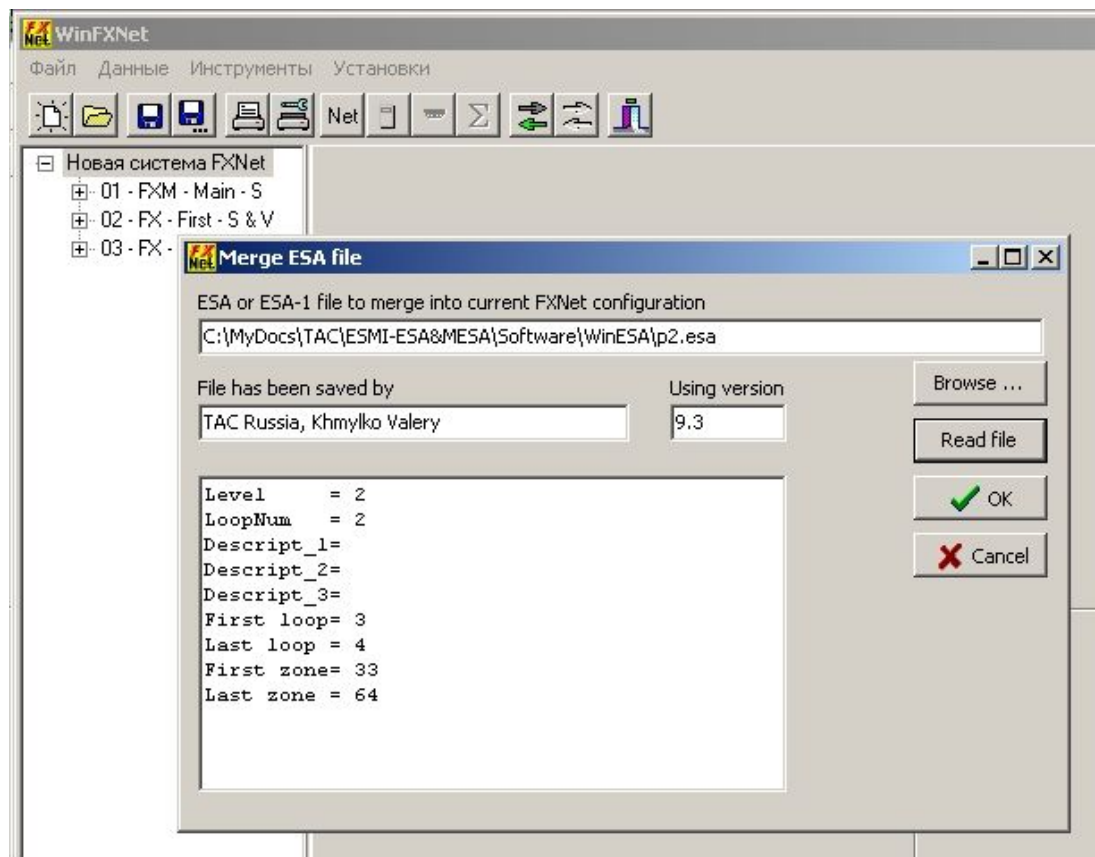 FX Net WinFXNet
Файл Данные Инструменты Установки
Net Σ
Новая система FXNet
01 - FXM - Main - S
02 - FX - First - S & V
03 - FX -
FX Net Merge ESA file
ESA or ESA-1 file to merge into current FXNet configuration
C:\MyDocs\TAC\ESMI-ESA&MESA\Software\WinESA\p2.esa
File has been saved by Using version Browse ...
TAC Russia, Khmylko Valery 9.3
Read file
Level = 2
LoopNum = 2
OK
Descript_1=
Descript_2=
Cancel
Descript_3=
First loop= 3
Last loop = 4
First zone= 33
Last zone = 64